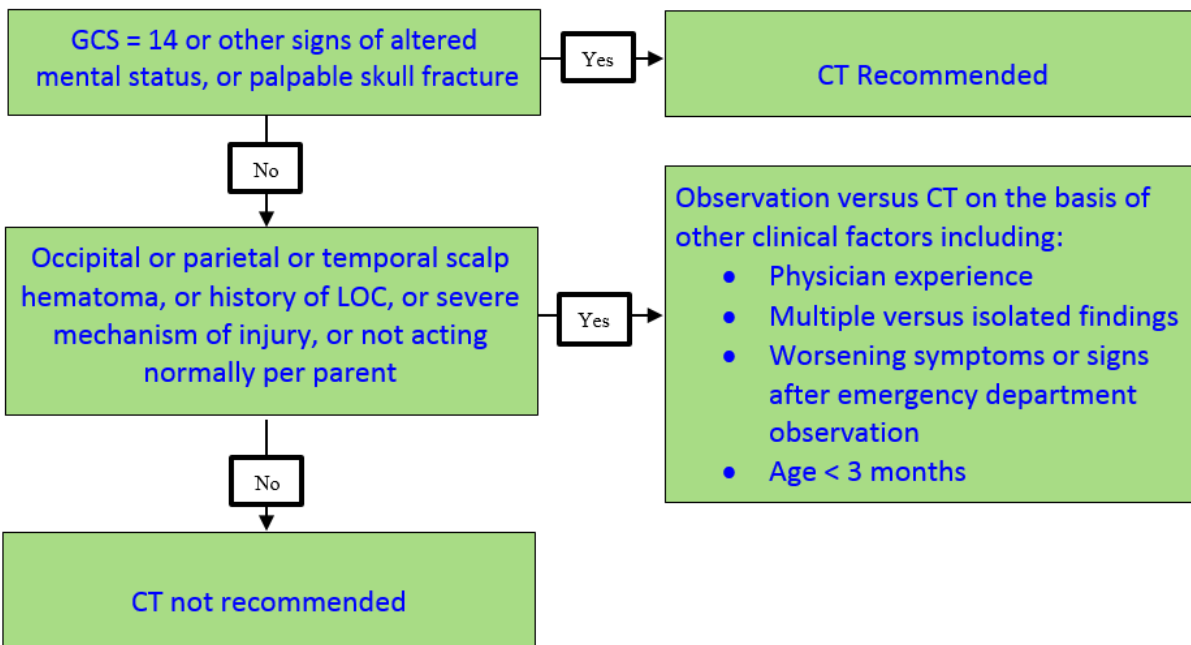 GCS = 14 or other signs of altered
mental status, or palpable skull fracture
Yes
CT Recommended
No
Occipital or parietal or temporal scalp
hematoma, or history of LOC, or severe
mechanism of injury, or not acting
normally per parent
Yes
Observation versus CT on the basis of
other clinical factors including:
● Physician experience
● Multiple versus isolated findings
● Worsening symptoms or signs
after emergency department
observation
● Age < 3 months
No
CT not recommended